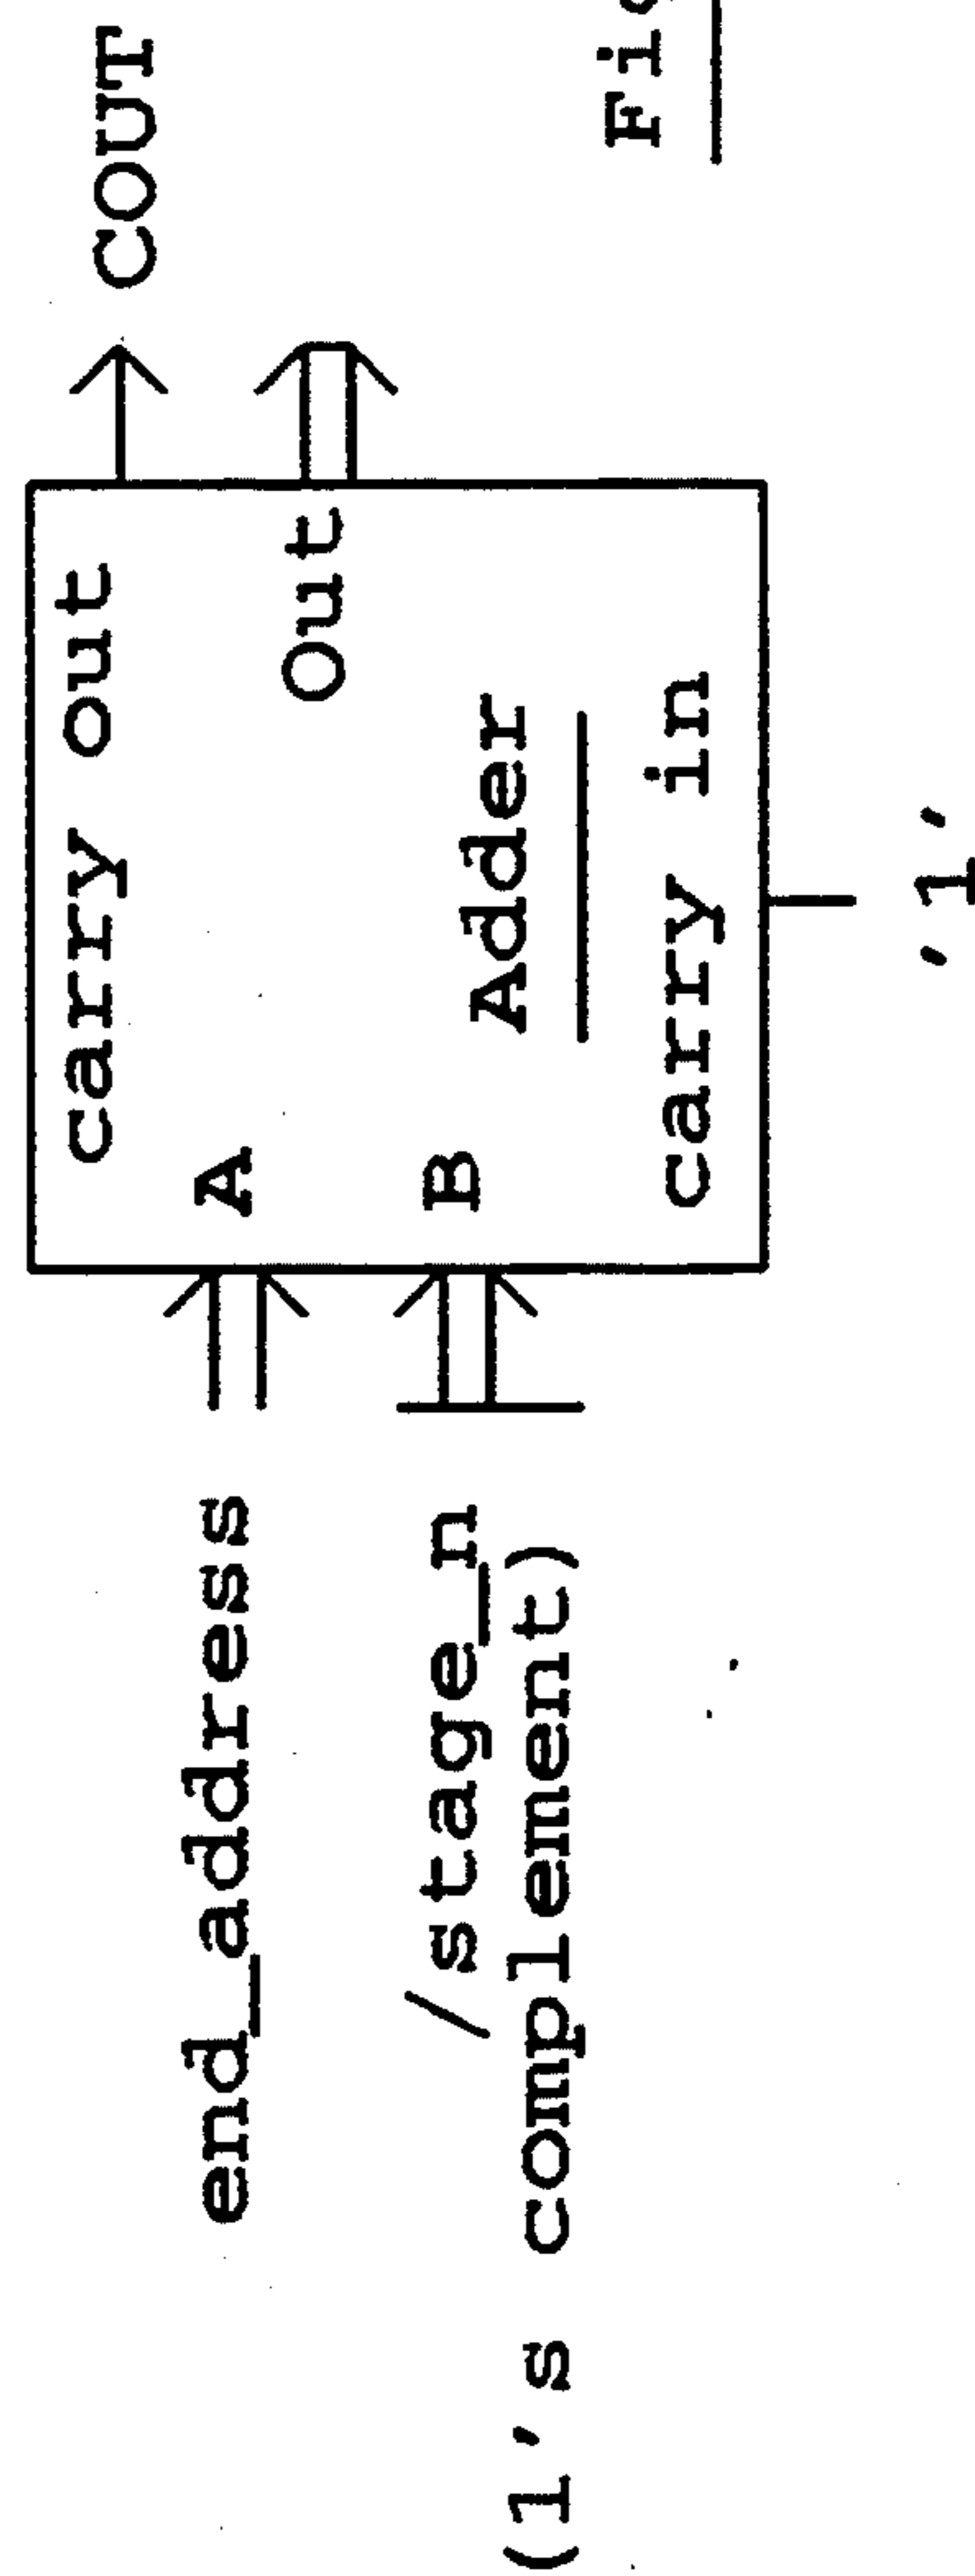 carry out
COUT
end_address
A
Out
/stage_n
B
(1's complement)
Adder
carry in
'1'